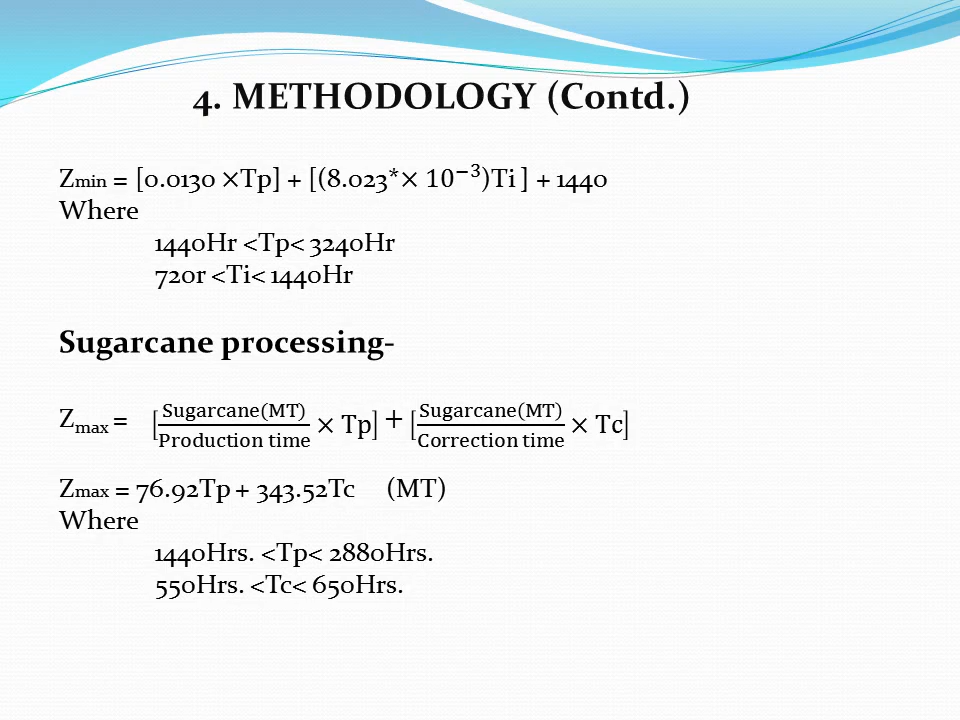 4. METHODOLOGY (Contd.)
Zmin = [0.0130 ×Tp] + [(8.023*× 10⁻³)Ti ] + 1440
Where
1440Hr <Tp< 3240Hr
720r <Ti< 1440Hr
Sugarcane processing-
Zmax = [Sugarcane(MT)/Production time × Tp] + [Sugarcane(MT)/Correction time × Tc]
Zmax = 76.92Tp + 343.52Tc (MT)
Where
1440Hrs. <Tp< 2880Hrs.
550Hrs. <Tc< 650Hrs.